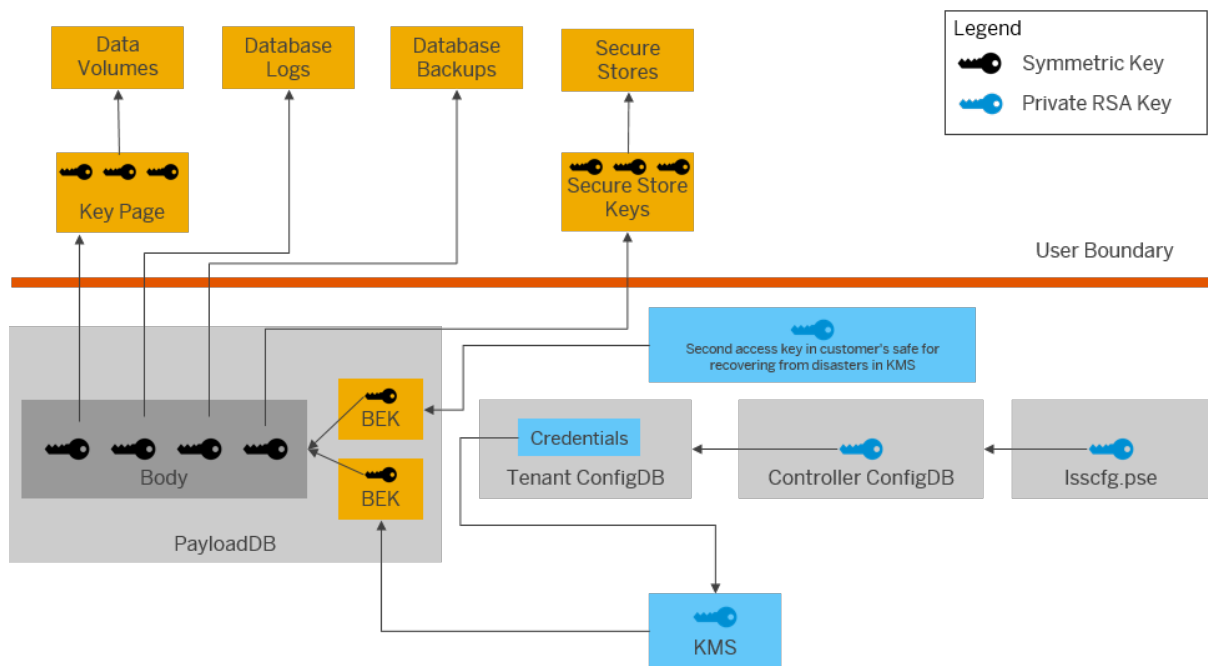 Data
Volumes
Database
Logs
Database
Backups
Secure
Stores
Legend
Symmetric Key
Private RSA Key
Key Page
Secure Store
Keys
User Boundary
Second access key in customer's safe for
recovering from disasters in KMS
BEK
Credentials
Tenant ConfigDB
Controller ConfigDB
Isscfg.pse
Body
BEK
PayloadDB
KMS